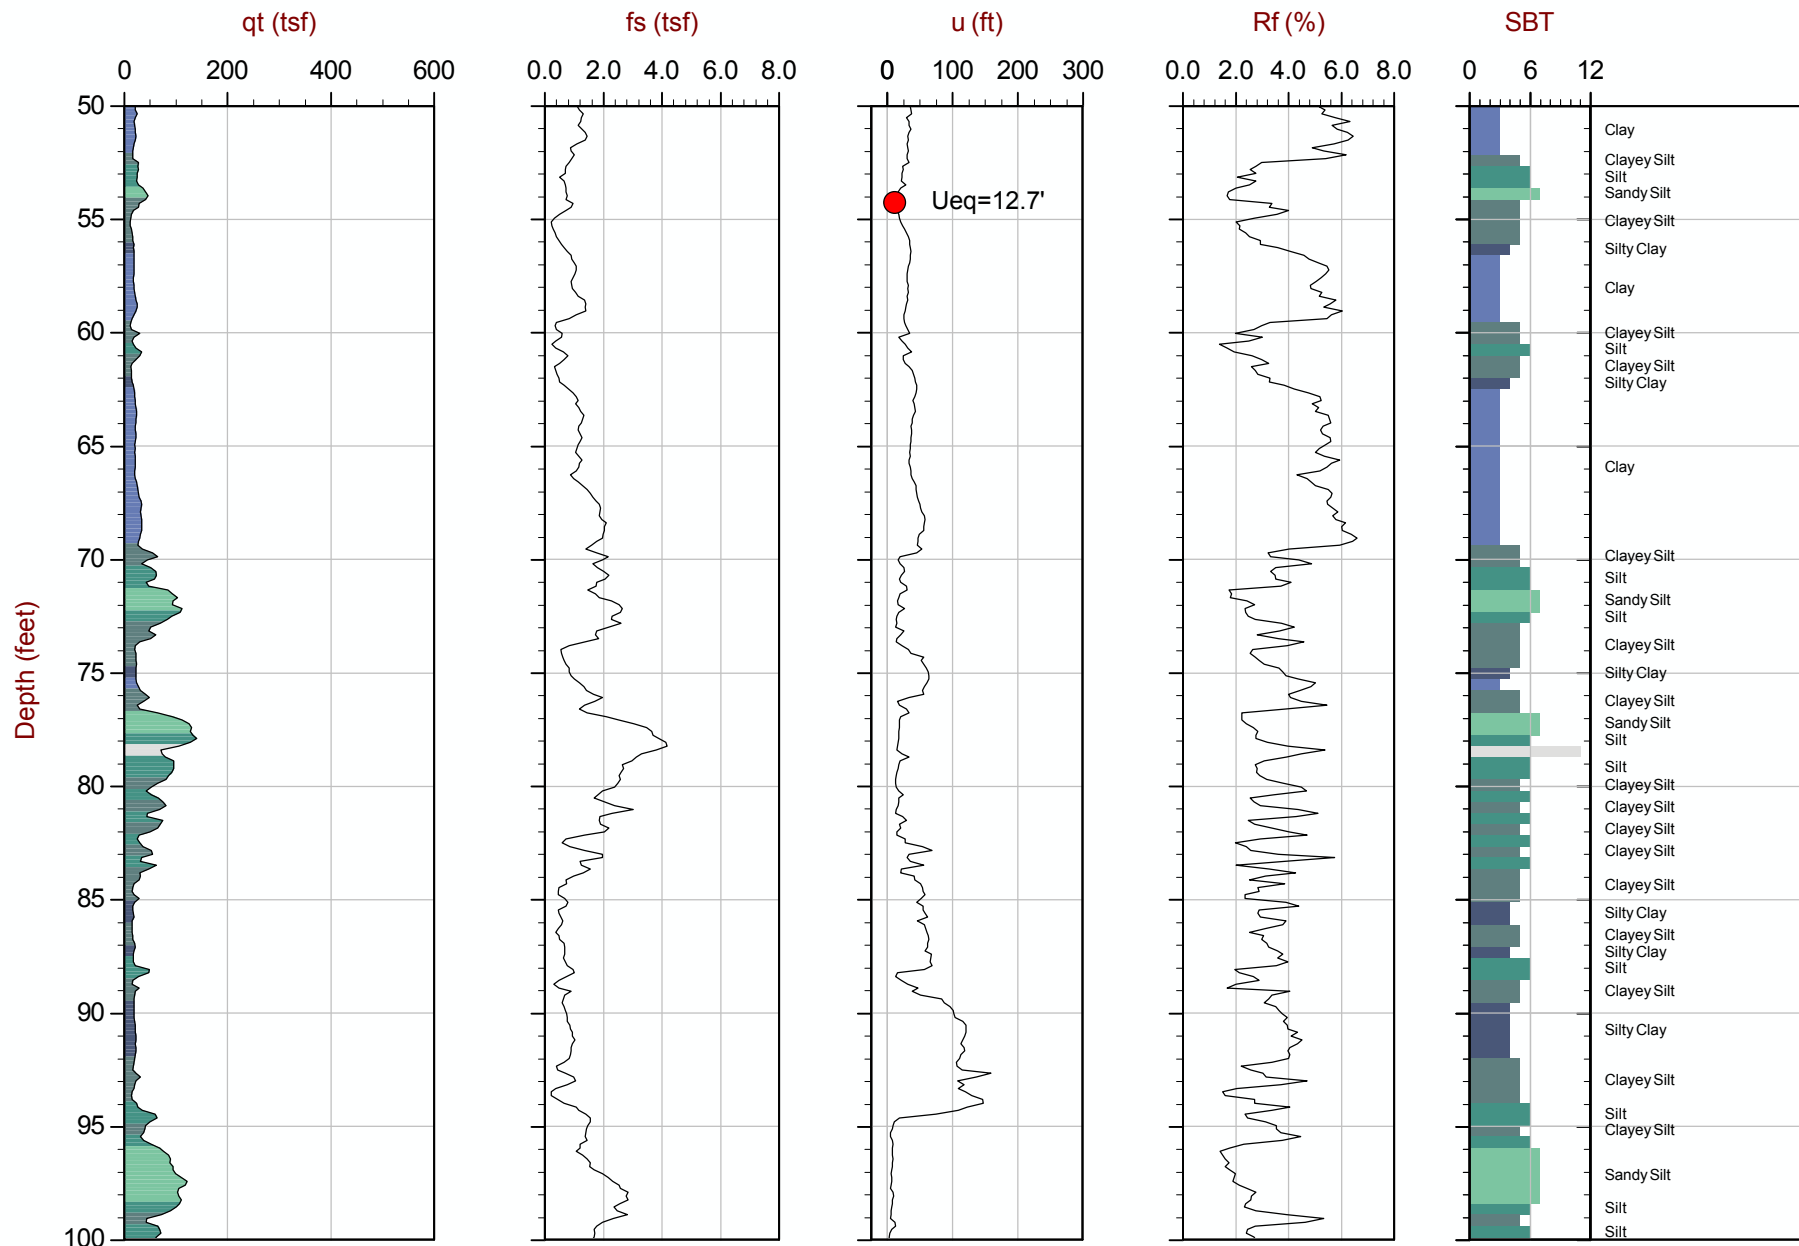 qt (tsf) fs (tsf) u (ft) Rf (%) SBT
0 200 400 600 0.0 2.0 4.0 6.0 8.0 0 100 200 300 0.0 2.0 4.0 6.0 8.0 0 6 12
50
Clay
Clayey Silt
Silt
Sandy Silt
Ueq=12.7'
55
Clayey Silt
Silty Clay
Clay
60
Clayey Silt
Silt
Clayey Silt
Silty Clay
65
Clay
70
Clayey Silt
Silt
Sandy Silt
Silt
Clayey Silt
Depth (feet)
75
Silty Clay
Clayey Silt
Sandy Silt
Silt
Silt
80
Clayey Silt
Clayey Silt
Clayey Silt
Clayey Silt
Clayey Silt
85
Silty Clay
Clayey Silt
Silty Clay
Silt
Clayey Silt
90
Silty Clay
Clayey Silt
Silt
95
Clayey Silt
Sandy Silt
Silt
Silt
100